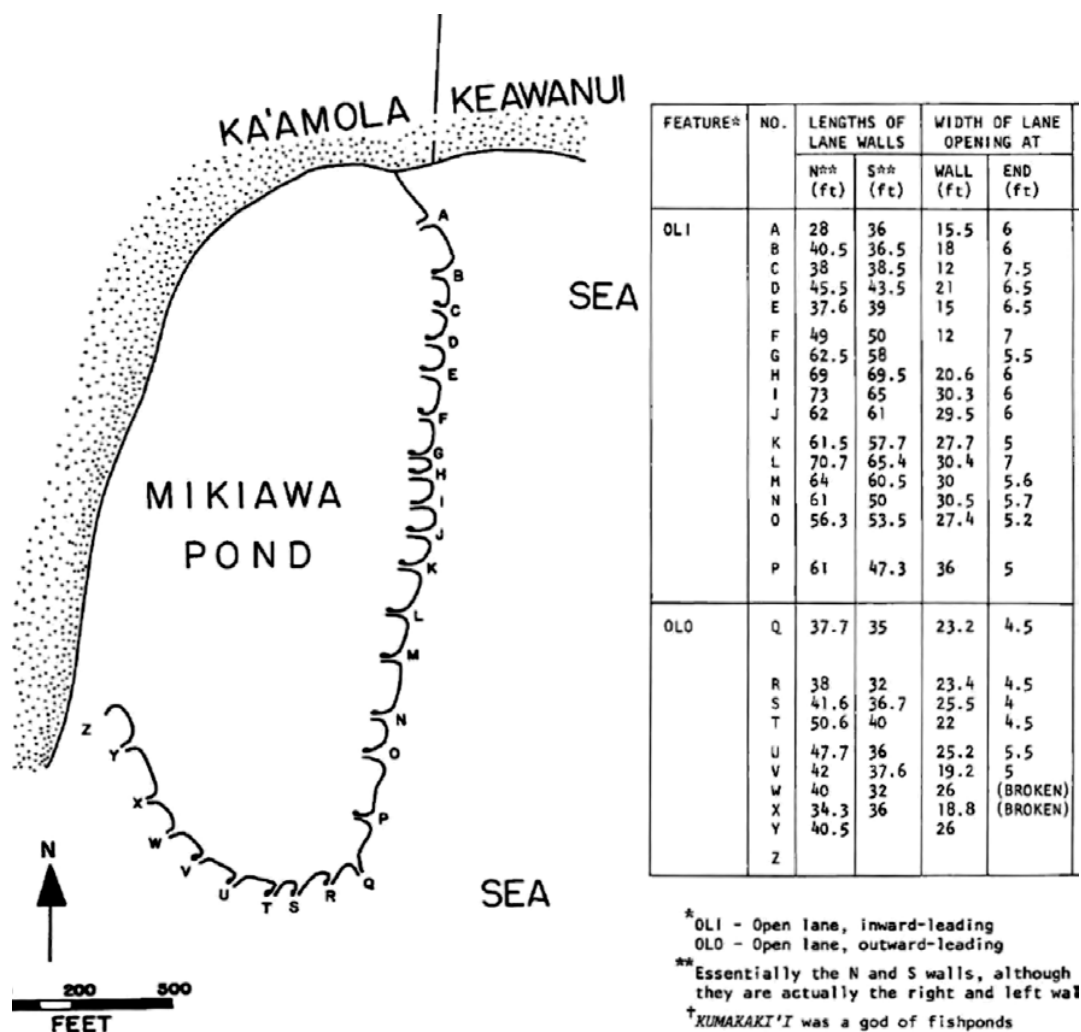 KA'AMOLA KEAWANUI
A
B
C
SEA
D
E
F
G
H
I
MIKIAWA
POND
J
K
L
M
N
O
Z
Y
X
P
W
V
U
T
S
R
Q
SEA
N
200 500
FEET
FEATURE* NO. LENGTHS OF LANE WALLS WIDTH OF LANE OPENING AT
N** (ft) S** (ft) WALL (ft) END (ft)
OLI A 28 36 15.5 6
B 40.5 36.5 18 6
C 38 38.5 12 7.5
D 45.5 43.5 21 6.5
E 37.6 39 15 6.5
F 49 50 12 7
G 62.5 58 5.5
H 69 69.5 20.6 6
I 73 65 30.3 6
J 62 61 29.5 6
K 61.5 57.7 27.7 5
L 70.7 65.4 30.4 7
M 64 60.5 30 5.6
N 61 50 30.5 5.7
O 56.3 53.5 27.4 5.2
P 61 47.3 36 5
OLO Q 37.7 35 23.2 4.5
R 38 32 23.4 4.5
S 41.6 36.7 25.5 4
T 50.6 40 22 4.5
U 47.7 36 25.2 5.5
V 42 37.6 19.2 5
W 40 32 26 (BROKEN)
X 34.3 36 18.8 (BROKEN)
Y 40.5 26
Z
*OLI - Open lane, inward-leading
OLO - Open lane, outward-leading
**Essentially the N and S walls, although
they are actually the right and left wal
†KUMAKAKI'I was a god of fishponds